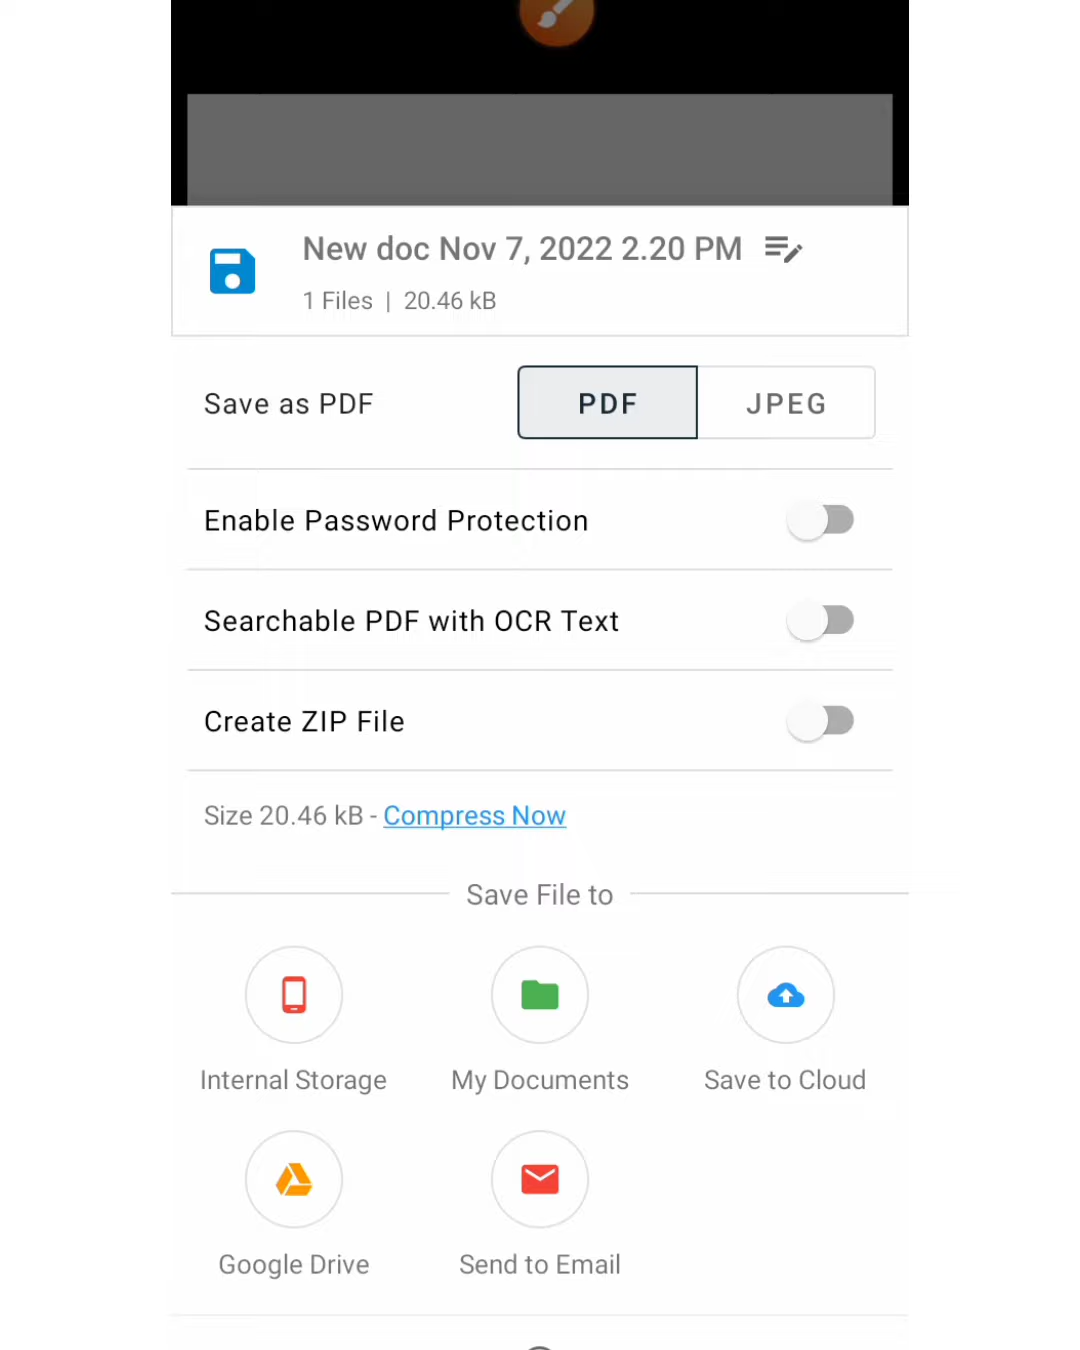 New doc Nov 7, 2022 2.20 PM
1 Files | 20.46 kB
Save as PDF
PDF
JPEG
Enable Password Protection
Searchable PDF with OCR Text
Create ZIP File
Size 20.46 kB - Compress Now
Save File to
Internal Storage
My Documents
Save to Cloud
Google Drive
Send to Email